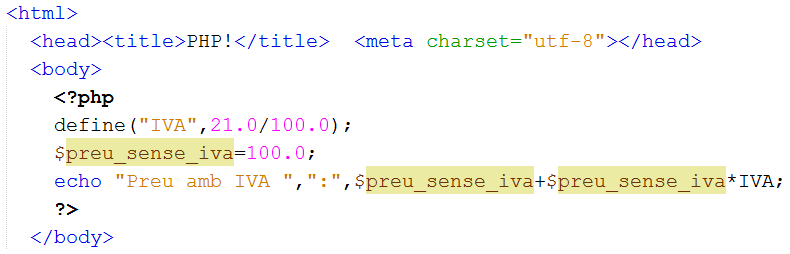 <html>
<head><title>PHP!</title> <meta charset="utf-8"></head>
<body>
<?php
define("IVA",21.0/100.0);
$preu_sense_iva=100.0;
echo "Preu amb IVA ",":",$preu_sense_iva+$preu_sense_iva*IVA;
?>
</body>